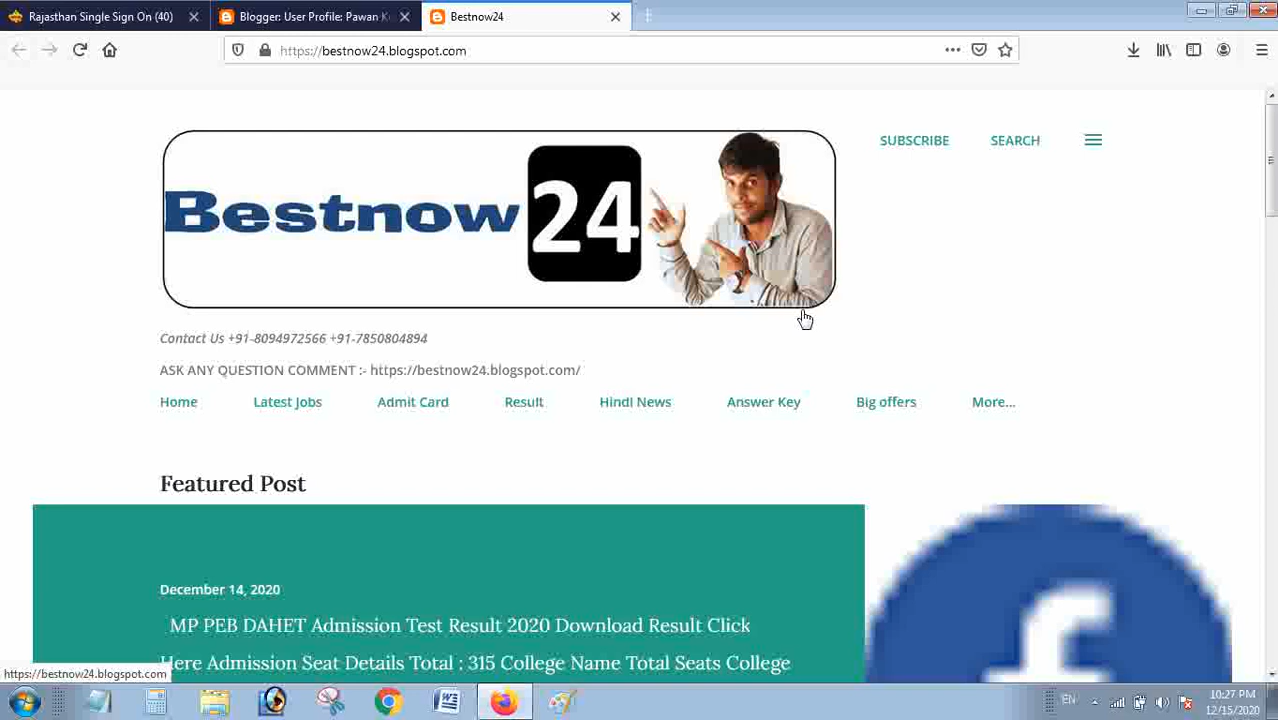 Rajasthan Single Sign On (40)
Blogger: User Profile: Pawan K
Bestnow24
https://bestnow24.blogspot.com
Bestnow 24
SUBSCRIBE
SEARCH
Contact Us +91-8094972566 +91-7850804894
ASK ANY QUESTION COMMENT :- https://bestnow24.blogspot.com/
Home Latest Jobs Admit Card Result HindI News Answer Key Big offers More...
Featured Post
December 14, 2020
MP PEB DAHET Admission Test Result 2020 Download Result Click
Here Admission Seat Details Total : 315 College Name Total Seats College
https://bestnow24.blogspot.com
EN
10:27 PM
12/15/2020